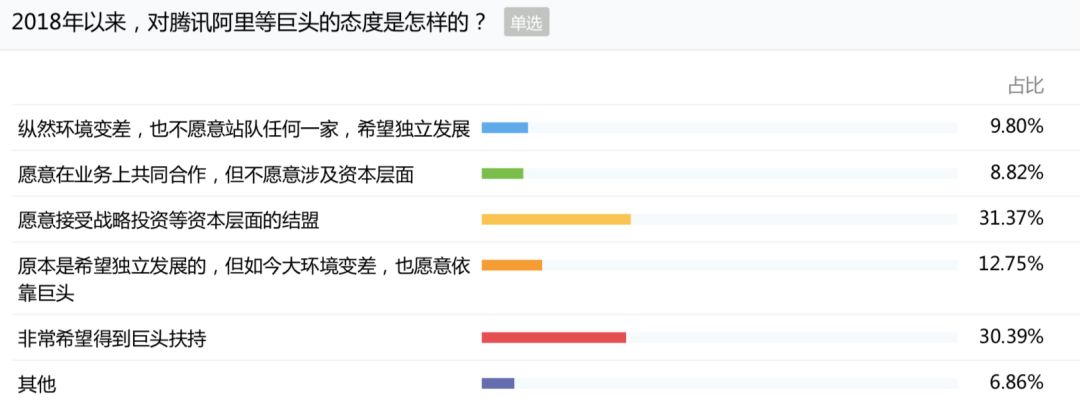 2018年以来，对腾讯阿里等巨头的态度是怎样的？ 单选
占比
纵然环境变差，也不愿意站队任何一家，希望独立发展 9.80%
愿意在业务上共同合作，但不愿意涉及资本层面 8.82%
愿意接受战略投资等资本层面的结盟 31.37%
原本是希望独立发展的，但如今大环境变差，也愿意依 12.75%
靠巨头
非常希望得到巨头扶持 30.39%
其他 6.86%